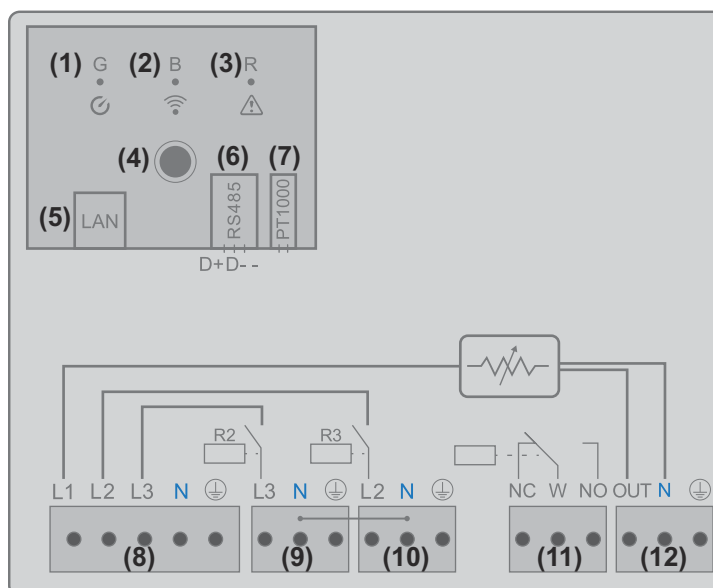 (1) G (2) B (3) R
(4) (6) (7)
(5) LAN RS485 PT1000
D+D- -
R2 R3
L1 L2 L3 N L3 N L2 N NC W NO OUT N
(8) (9) (10) (11) (12)